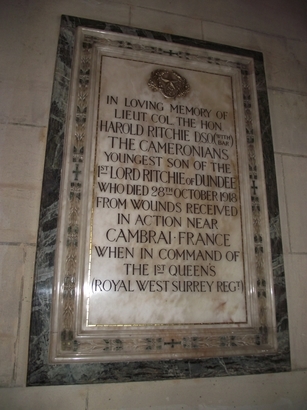 IN LOVING MEMORY OF
LIEUT COL. THE HON.
HAROLD RITCHIE DSO (WITH BAR)
THE CAMERONIANS
YOUNGEST SON OF THE
1ST LORD RITCHIE OF DUNDEE
WHO DIED 28TH OCTOBER 1918
FROM WOUNDS RECEIVED
IN ACTION NEAR
CAMBRAI·FRANCE
WHEN IN COMMAND OF
THE 1ST QUEENS
(ROYAL WEST SURREY REGT)